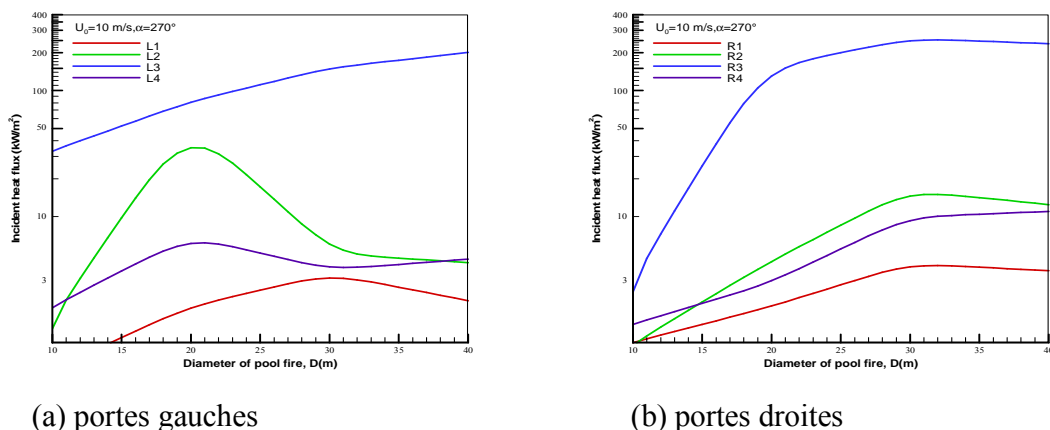 400
300
200
100
50
10
3
Incident heat flux (kW/m²)
U₀=10 m/s,α=270°
L1
L2
L3
L4
10
15
20
25
30
35
40
Diameter of pool fire, D(m)
(a) portes gauches
400
300
200
100
50
10
3
Incident heat flux (kW/m²)
U₀=10 m/s,α=270°
R1
R2
R3
R4
10
15
20
25
30
35
40
Diameter of pool fire, D(m)
(b) portes droites